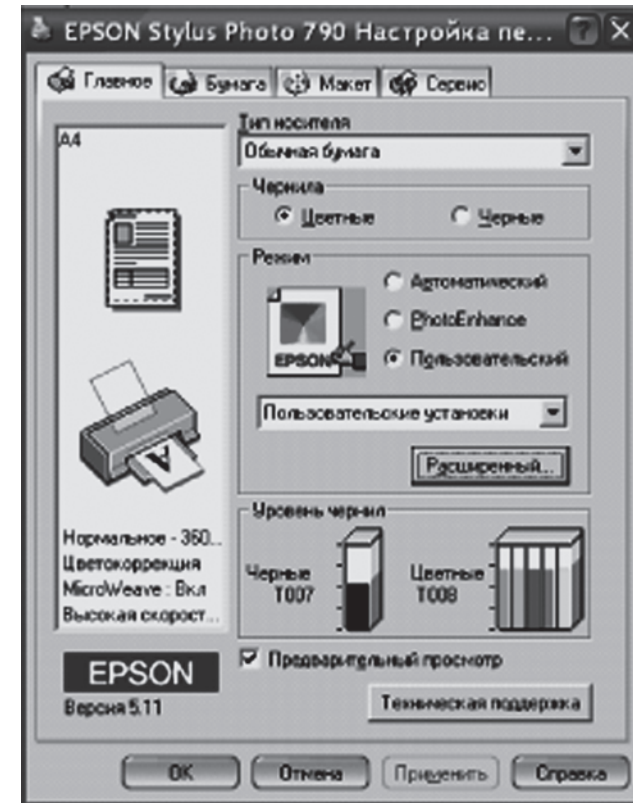 EPSON Stylus Photo 790 Настройка пе...
Главное Бумага Макет Сервис
A4
Тип носителя
Обычная бумага
Чернила
Цветные Черные
Режим
Автоматический
PhotoEnhance
EPSON
Пользовательский
Пользовательские установки
Расширенный...
Нормальное - 360...
Цветокоррекция
MicroWeave : Вкл
Высокая скорост...
Уровень чернил
Черные
T007
Цветные
T008
EPSON
Версия 5.11
Предварительный просмотр
Техническая поддержка
OK Отмена Применить Справка